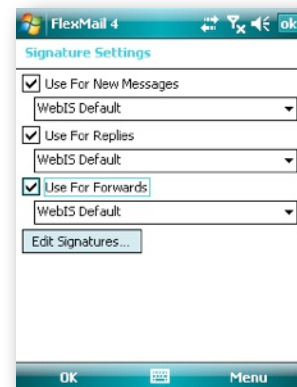 FlexMail 4
ok
Signature Settings
Use For New Messages
WebIS Default
Use For Replies
WebIS Default
Use For Forwards
WebIS Default
Edit Signatures...
OK
Menu